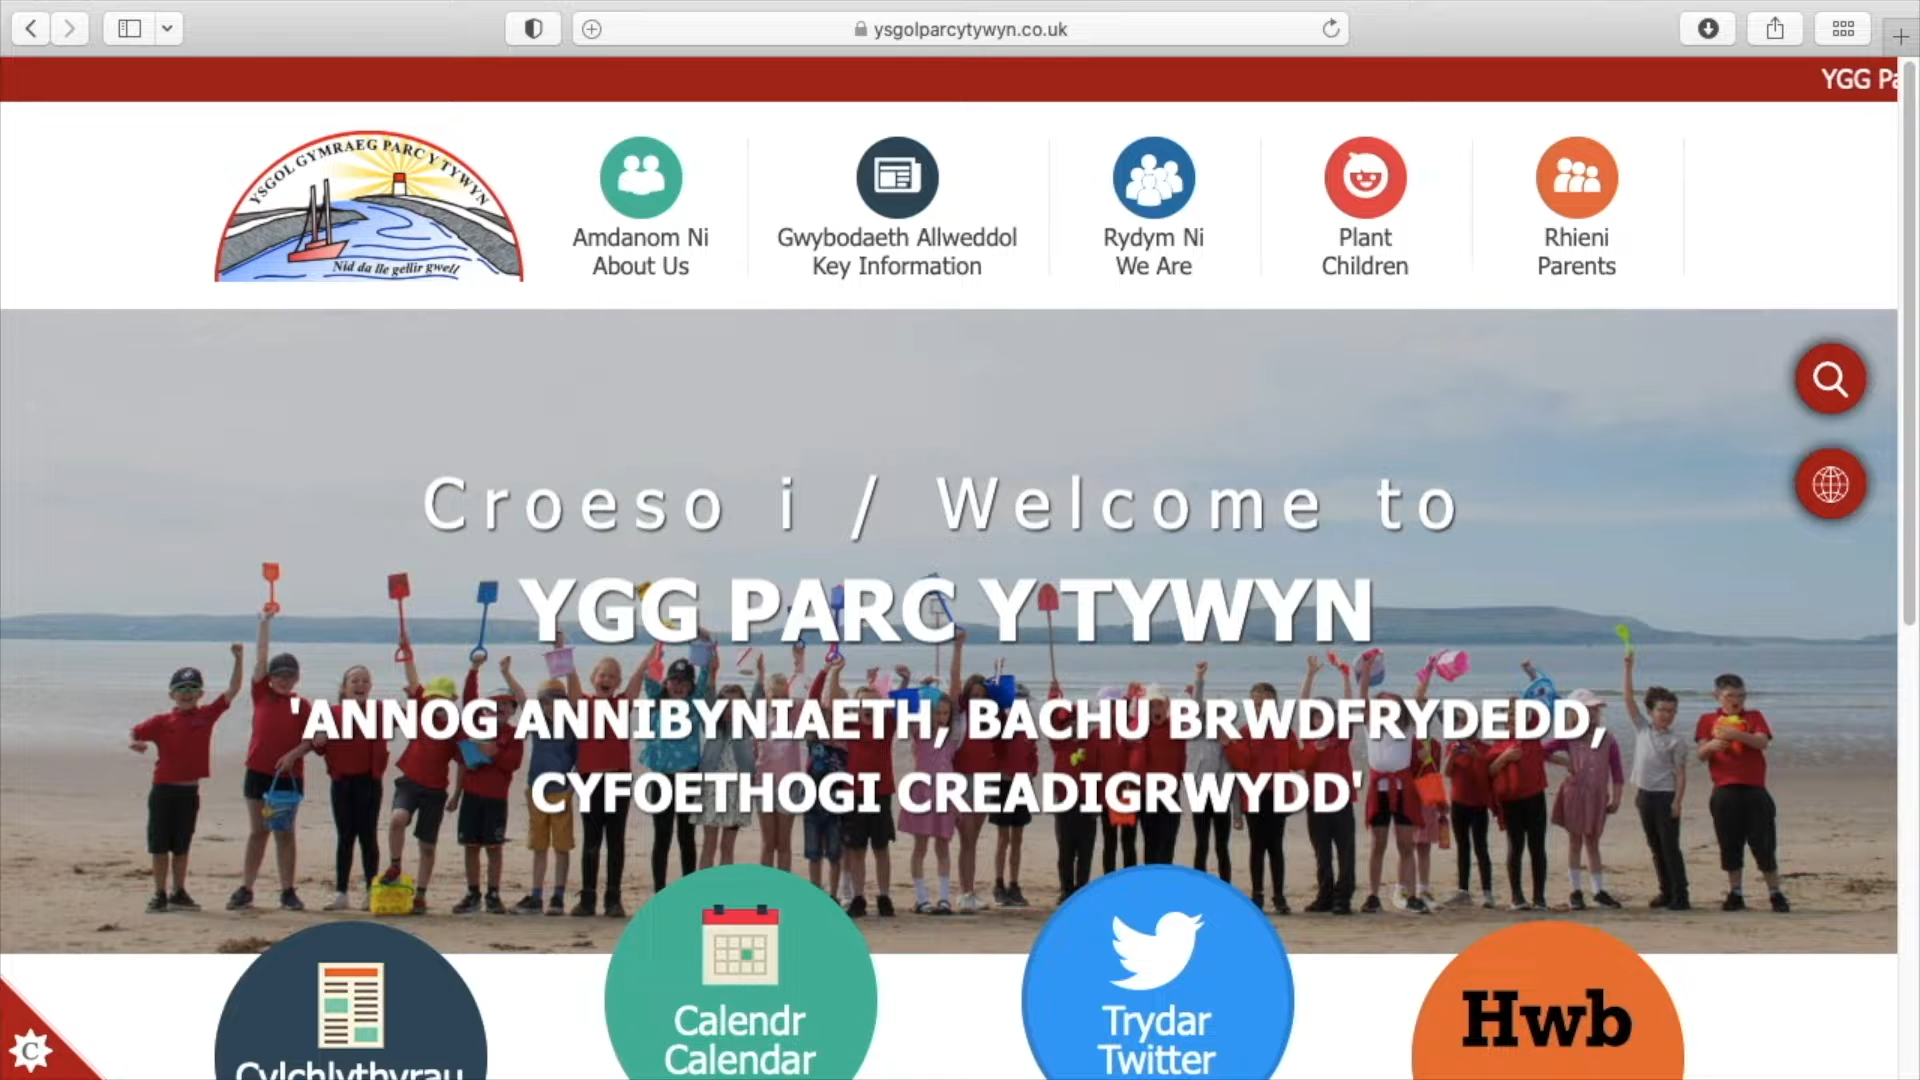 ysgolparcytywyn.co.uk
YGG Pa
YSGOL GYMRAEG PARC Y TYWYN
Nid da lle gellir gwell
Amdanom Ni
About Us
Gwybodaeth Allweddol
Key Information
Rydym Ni
We Are
Plant
Children
Rhieni
Parents
Croeso i / Welcome to
YGG PARC Y TYWYN
'ANNOG ANNIBYNIAETH, BACHU BRWDFRYDEDD,
CYFOETHOGI CREADIGRWYDD'
Cylchlythyrau
Calendr
Calendar
Trydar
Twitter
Hwb
C